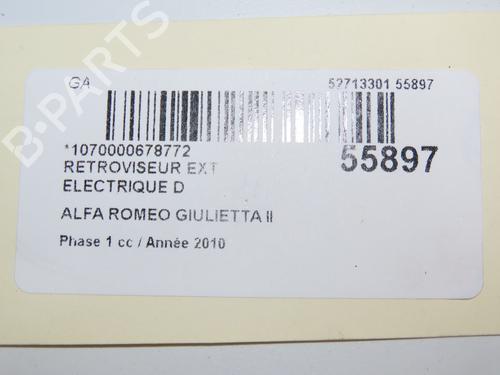 B-PARTS
GA
52713301 55897
*1070000678772
55897
RETROVISEUR EXT
ELECTRIQUE D
ALFA ROMEO GIULIETTA II
Phase 1 cc / Année 2010